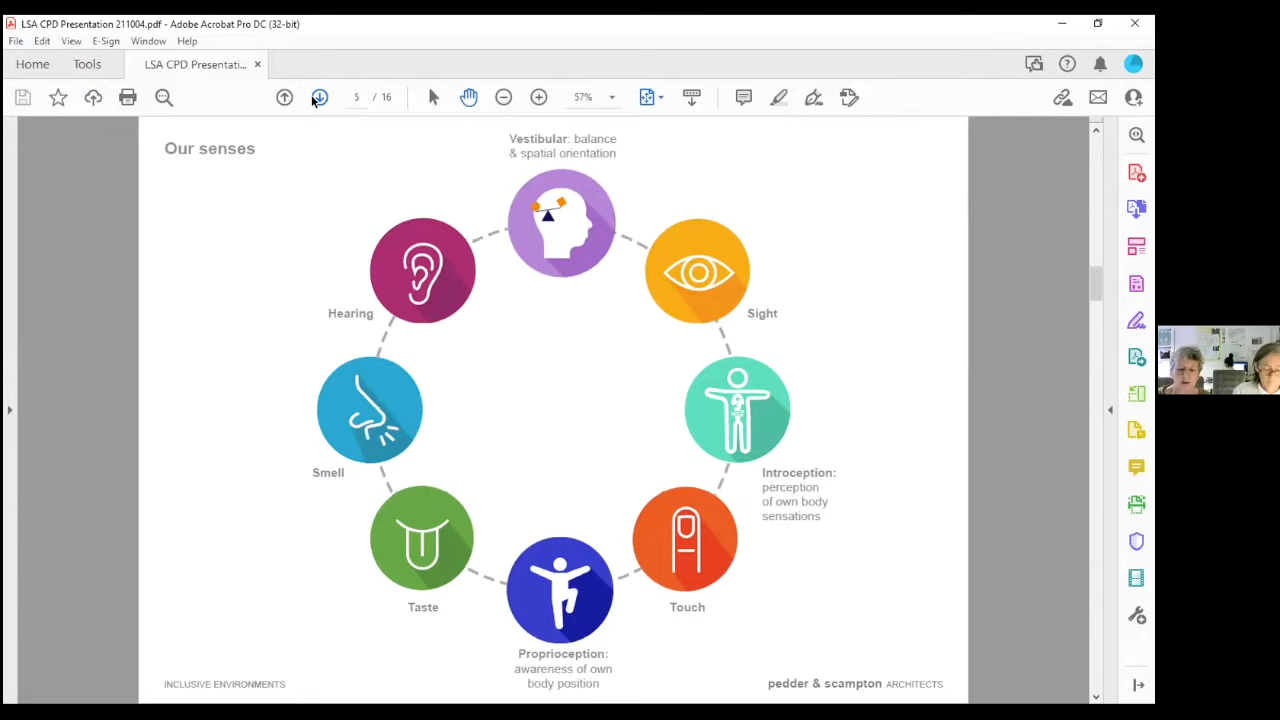 LSA CPD Presentation 211004.pdf - Adobe Acrobat Pro DC (32-bit)
File Edit View E-Sign Window Help
Home Tools LSA CPD Presentati... ×
5 / 16 57%
Our senses
Vestibular: balance
& spatial orientation
Hearing
Sight
Smell
Introception:
perception
of own body
sensations
Taste
Touch
Proprioception:
awareness of own
body position
INCLUSIVE ENVIRONMENTS
pedder & scampton ARCHITECTS